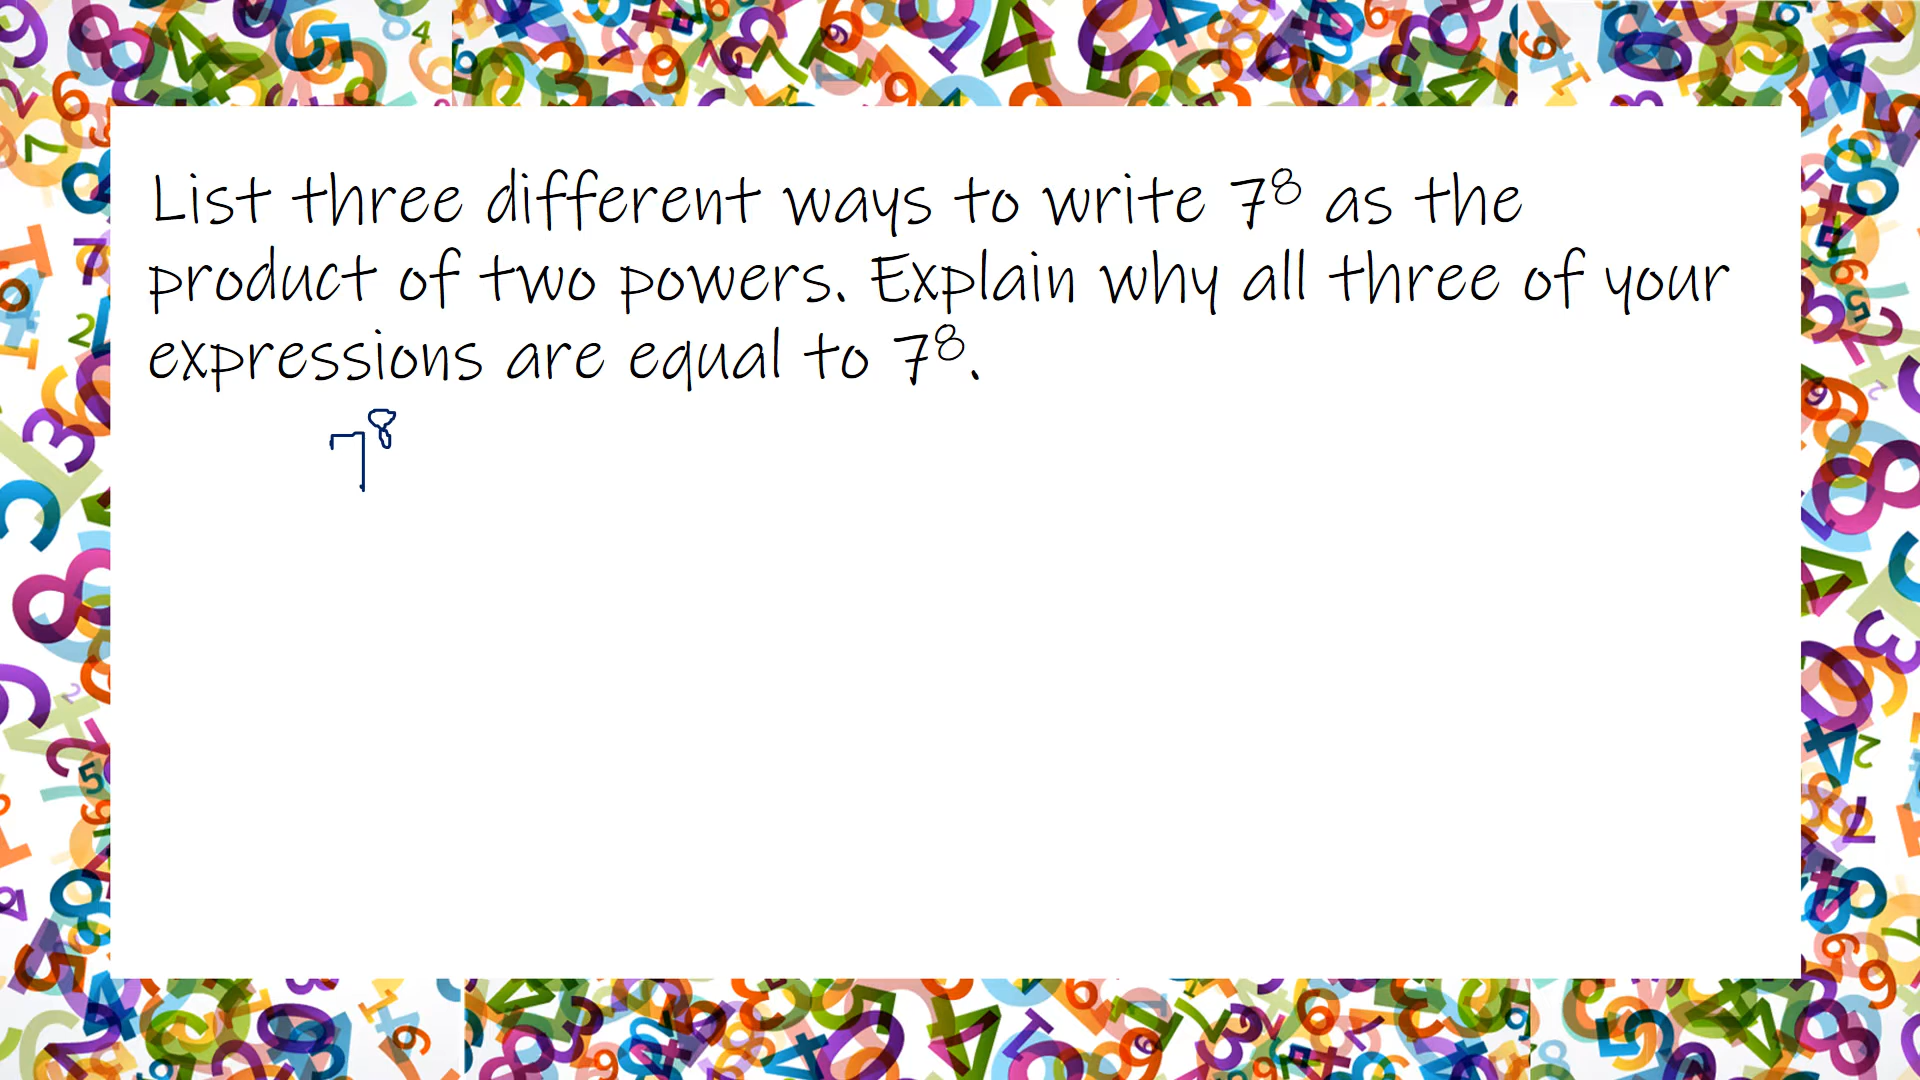 List three different ways to write 7⁸ as the
product of two powers. Explain why all three of your
expressions are equal to 7⁸.
7⁸